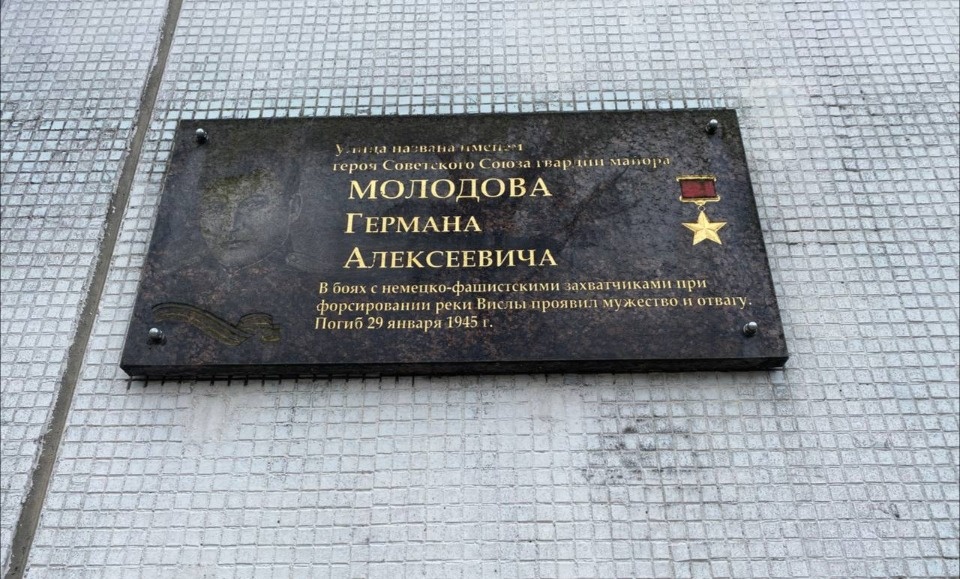 Улица названа именем
героя Советского Союза гвардии майора
МОЛОДОВА
ГЕРМАНА
АЛЕКСЕЕВИЧА
В боях с немецко-фашистскими захватчиками при
форсировании реки Вислы проявил мужество и отвагу.
Погиб 29 января 1945 г.